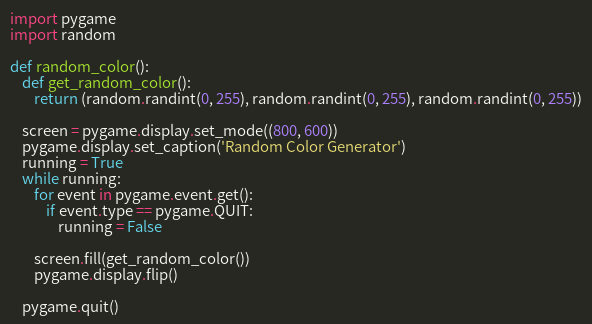 import pygame
import random

def random_color():
    def get_random_color():
        return (random.randint(0, 255), random.randint(0, 255), random.randint(0, 255))

    screen = pygame.display.set_mode((800, 600))
    pygame.display.set_caption('Random Color Generator')
    running = True
    while running:
        for event in pygame.event.get():
            if event.type == pygame.QUIT:
                running = False

        screen.fill(get_random_color())
        pygame.display.flip()

    pygame.quit()